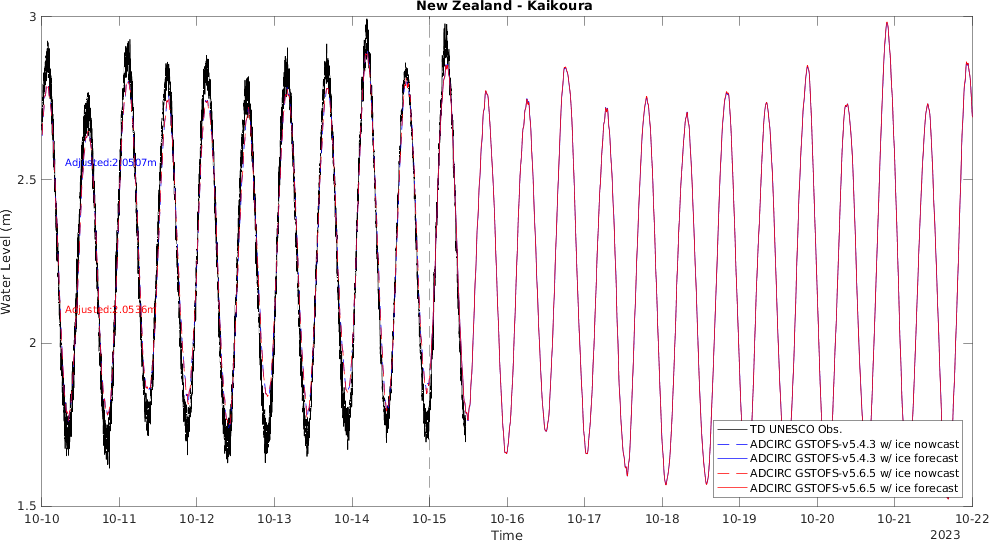 New Zealand - Kaikoura
3
2.5
2
1.5
Water Level (m)
Adjusted:2.0507m
Adjusted:2.0536m
TD UNESCO Obs.
ADCIRC GSTOFS-v5.4.3 w/ ice nowcast
ADCIRC GSTOFS-v5.4.3 w/ ice forecast
ADCIRC GSTOFS-v5.6.5 w/ ice nowcast
ADCIRC GSTOFS-v5.6.5 w/ ice forecast
10-10 10-11 10-12 10-13 10-14 10-15 10-16 10-17 10-18 10-19 10-20 10-21 10-22
Time
2023